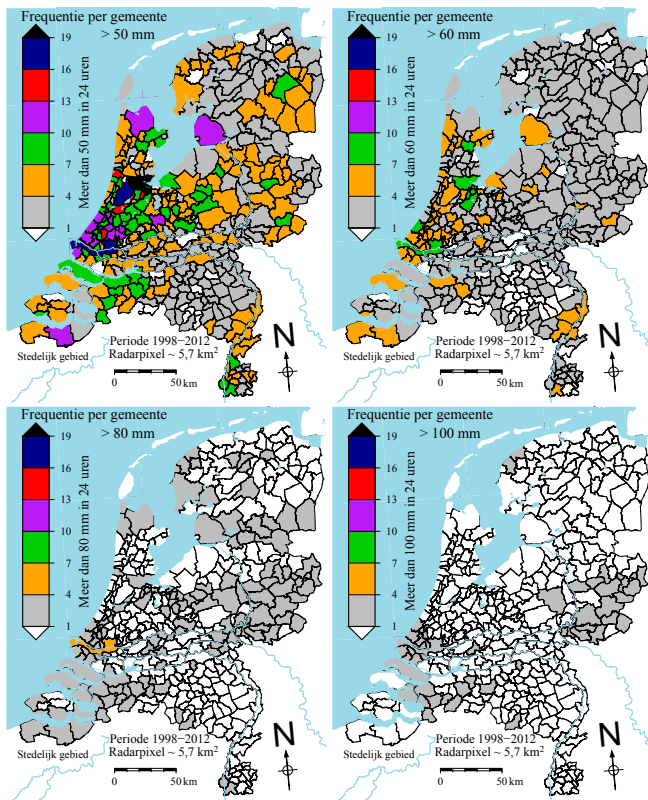 Frequentie per gemeente
> 50 mm
19
16
13
10
7
4
1
Meer dan 50 mm in 24 uren
Stedelijk gebied
Periode 1998−2012
Radarpixel ~ 5,7 km²
0 50 km
N
Frequentie per gemeente
> 60 mm
19
16
13
10
7
4
1
Meer dan 60 mm in 24 uren
Stedelijk gebied
Periode 1998−2012
Radarpixel ~ 5,7 km²
0 50 km
N
Frequentie per gemeente
> 80 mm
19
16
13
10
7
4
1
Meer dan 80 mm in 24 uren
Stedelijk gebied
Periode 1998−2012
Radarpixel ~ 5,7 km²
0 50 km
N
Frequentie per gemeente
> 100 mm
19
16
13
10
7
4
1
Meer dan 100 mm in 24 uren
Stedelijk gebied
Periode 1998−2012
Radarpixel ~ 5,7 km²
0 50 km
N